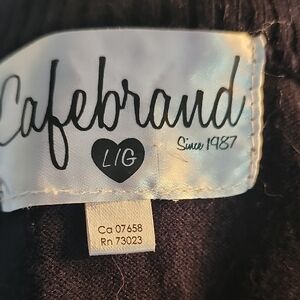 Cafebrand
Since 1987
L/G
Ca 07658
Rn 73023